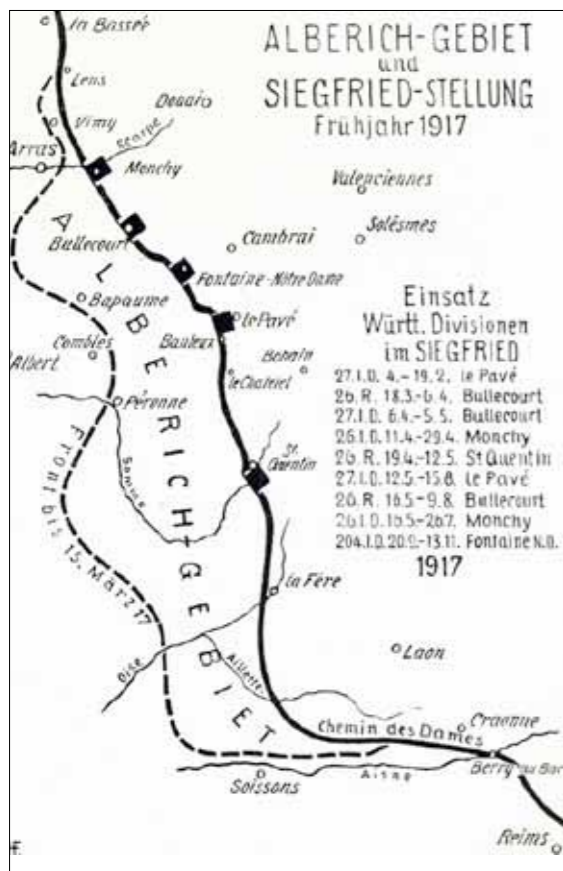 ALBERICH-GEBIET
und
SIEGFRIED-STELLUNG
Frühjahr 1917
la Bassée
Lens
Douai
Vimy
Scarpe
Arras
Monchy
Valenciennes
Solêsmes
Cambrai
Bullecourt
Fontaine-Nôtre Dame
Bapaume
le Pavé
Banteux
Combles
Albert
Bohain
le Chatelet
Péronne
Somme
St.
Quentin
ALBERICH-GEBIET
Front bis 15. März 17
Einsatz
Württ. Divisionen
im SIEGFRIED
27.I.D. 4.-19.2. le Pavé
26.R. 18.3.-6.4. Bullecourt
27.I.D. 6.4.-5.5. Bullecourt
26.I.D. 11.4.-29.4. Monchy
26.R. 19.4.-12.5. St Quentin
27.I.D. 12.5.-15.8. le Pavé
26.R. 16.5.-9.8. Bullecourt
26.I.D. 16.5.-26.7. Monchy
204.I.D. 20.9.-13.11. Fontaine N.D.
1917
la Fére
Oise
Ailette
Laon
Chemin des Dames
Craonne
Soissons
Aisne
Berry au Bac
Reims
F.